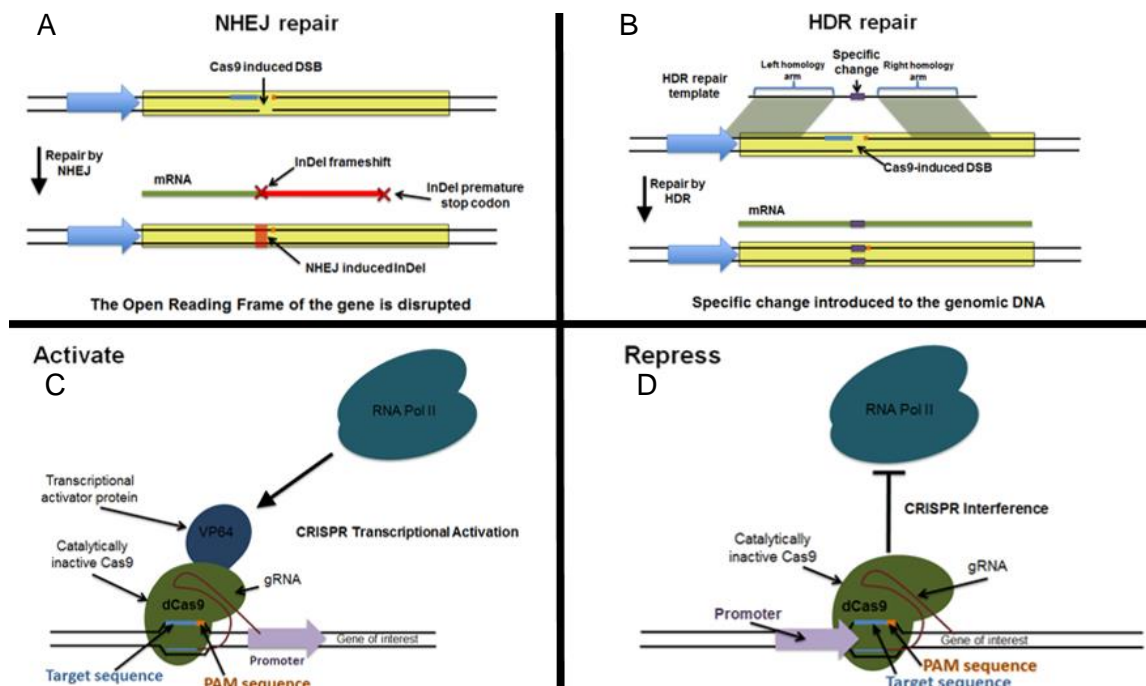 A
NHEJ repair
Cas9 induced DSB
Repair by
NHEJ
InDel frameshift
mRNA
InDel premature
stop codon
NHEJ induced InDel
The Open Reading Frame of the gene is disrupted
B
HDR repair
Left homology
arm
Specific
change
Right homology
arm
HDR repair
template
Cas9-induced DSB
Repair by
HDR
mRNA
Specific change introduced to the genomic DNA
Activate
C
RNA Pol II
Transcriptional
activator protein
VP64
CRISPR Transcriptional Activation
Catalytically
inactive Cas9
gRNA
dCas9
Gene of interest
Promoter
Target sequence
PAM sequence
Repress
D
RNA Pol II
CRISPR Interference
Catalytically
inactive Cas9
gRNA
dCas9
Promoter
Gene of interest
PAM sequence
Target sequence